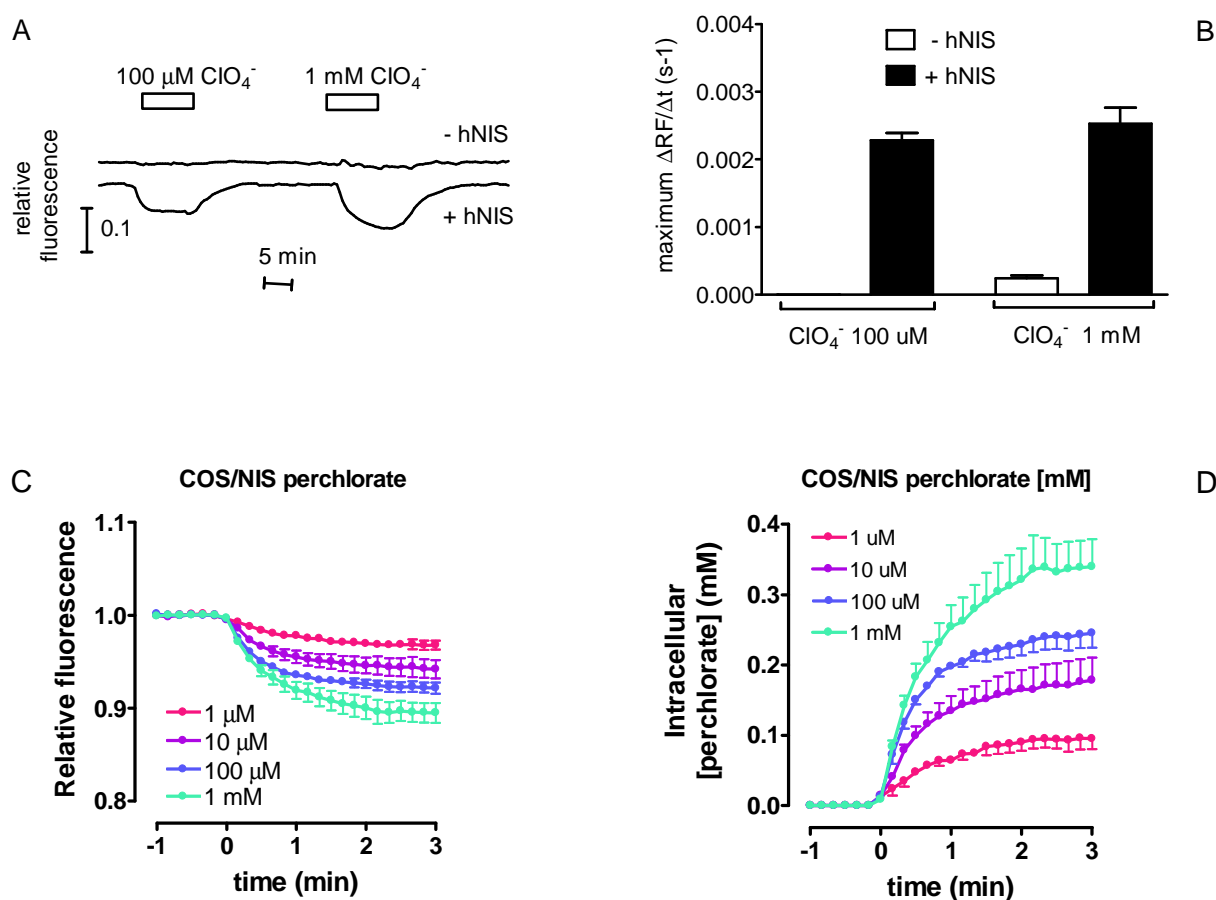 A
100 μM ClO4-
1 mM ClO4-
- hNIS
+ hNIS
relative
fluorescence
0.1
5 min
B
- hNIS
+ hNIS
maximum ΔRF/Δt (s-1)
0.004
0.003
0.002
0.001
0.000
ClO4- 100 uM
ClO4- 1 mM
C
COS/NIS perchlorate
Relative fluorescence
1.1
1.0
0.9
0.8
1 μM
10 μM
100 μM
1 mM
-1 0 1 2 3
time (min)
D
COS/NIS perchlorate [mM]
Intracellular
[perchlorate] (mM)
0.4
0.3
0.2
0.1
0.0
1 uM
10 uM
100 uM
1 mM
-1 0 1 2 3
time (min)